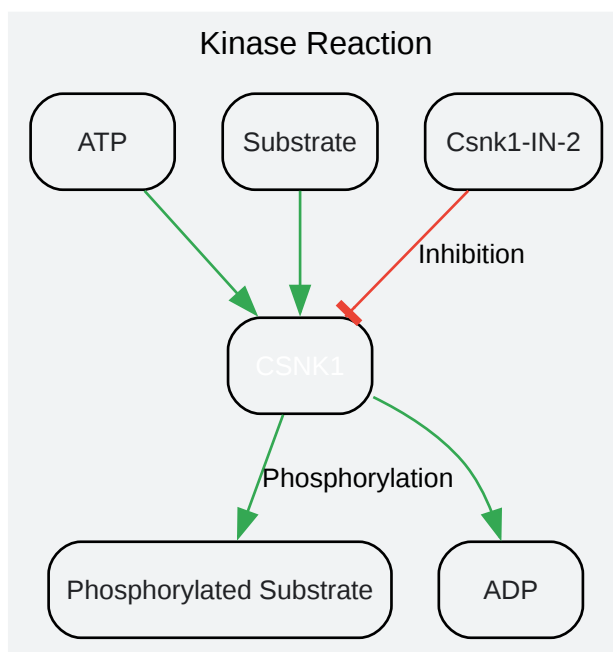 Kinase Reaction
ATP
Substrate
Csnk1-IN-2
Inhibition
CSNK1
Phosphorylation
Phosphorylated Substrate
ADP